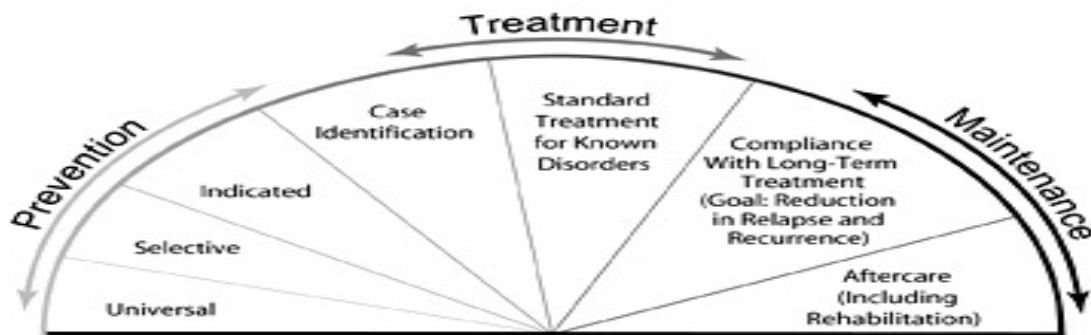 Treatment
Prevention
Maintenance
Universal
Selective
Indicated
Case
Identification
Standard
Treatment
for Known
Disorders
Compliance
With Long-Term
Treatment
(Goal: Reduction
in Relapse and
Recurrence)
Aftercare
(Including
Rehabilitation)